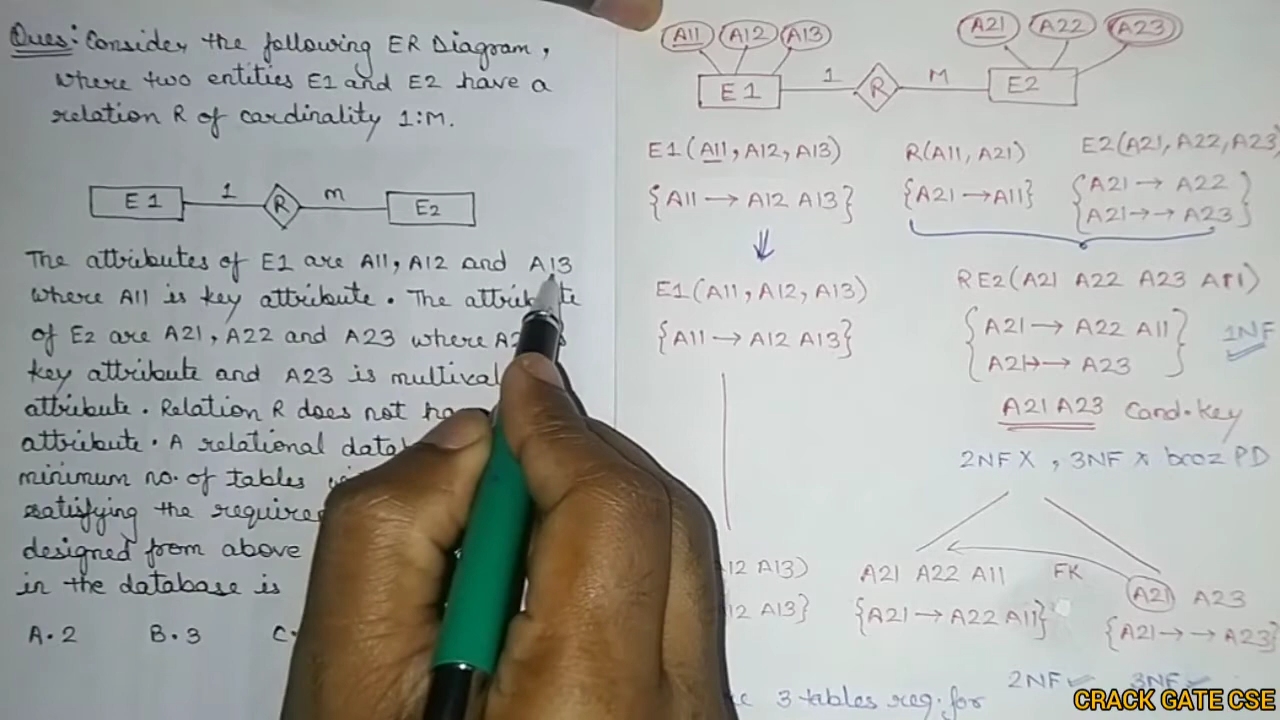 Ques: Consider the following ER Diagram,
where two entities E1 and E2 have a
relation R of cardinality 1:M.
E1 1 R M E2
The attributes of E1 are A11, A12 and A13
where A11 is key attribute. The attribute
of E2 are A21, A22 and A23 where
key attribute and A23 is
attribute. Relation R does not
attribute. A relational
minimum no. of tables
satisfying the
designed from above
in the database is
A. 2 B. 3 C.
A11 A12 A13 A21 A22 A23
E1 1 R M E2
E1(A11, A12, A13) R(A11, A21) E2(A21, A22, A23)
{A11 → A12 A13} {A21 → A11} {A21 → A22
A21 →→ A23}
E1(A11, A12, A13) RE2(A21 A22 A23 A11)
{A11 → A12 A13} {A21 → A22 A11
A21 →→ A23} 1NF
A21 A23 Cand. key
2NF X, 3NF X bcoz PD
12 A13) A21 A22 A11 FK A21 A23
12 A13} {A21 → A22 A11} {A21 →→ A23}
2NF ✓ 3NF ✓
3 tables req. for
CRACK GATE CSE